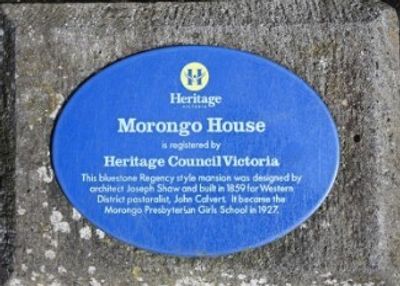 Heritage
VICTORIA
Morongo House
is registered by
Heritage Council Victoria
This bluestone Regency style mansion was designed by
architect Joseph Shaw and built in 1859 for Western
District pastoralist, John Calvert. It became the
Morongo Presbyterian Girls School in 1927.